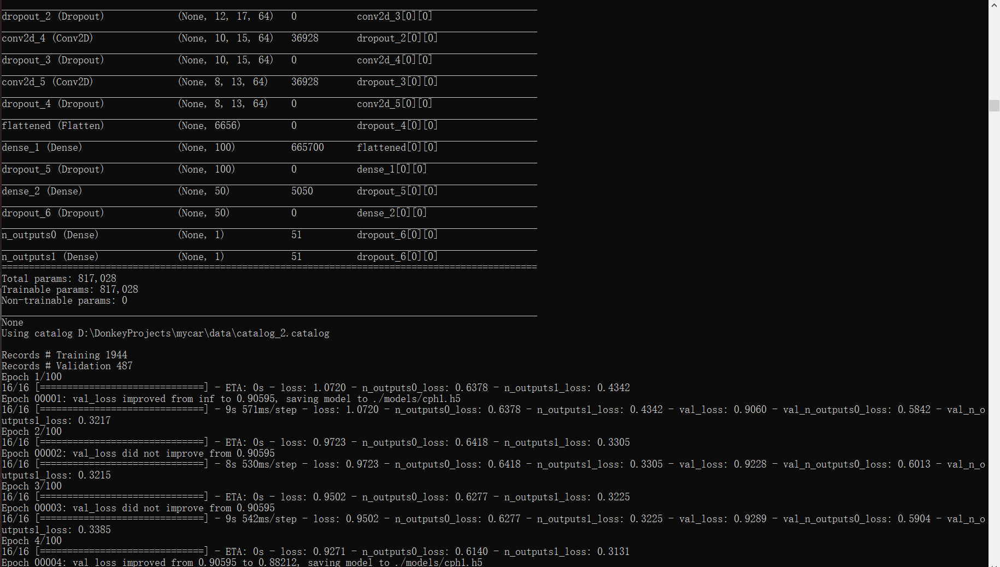 dropout_2 (Dropout) (None, 12, 17, 64) 0 conv2d_3[0][0]
conv2d_4 (Conv2D) (None, 10, 15, 64) 36928 dropout_2[0][0]
dropout_3 (Dropout) (None, 10, 15, 64) 0 conv2d_4[0][0]
conv2d_5 (Conv2D) (None, 8, 13, 64) 36928 dropout_3[0][0]
dropout_4 (Dropout) (None, 8, 13, 64) 0 conv2d_5[0][0]
flattened (Flatten) (None, 6656) 0 dropout_4[0][0]
dense_1 (Dense) (None, 100) 665700 flattened[0][0]
dropout_5 (Dropout) (None, 100) 0 dense_1[0][0]
dense_2 (Dense) (None, 50) 5050 dropout_5[0][0]
dropout_6 (Dropout) (None, 50) 0 dense_2[0][0]
n_outputs0 (Dense) (None, 1) 51 dropout_6[0][0]
n_outputs1 (Dense) (None, 1) 51 dropout_6[0][0]
==================================================================================================
Total params: 817,028
Trainable params: 817,028
Non-trainable params: 0
None
Using catalog D:\DonkeyProjects\mycar\data\catalog_2.catalog
Records # Training 1944
Records # Validation 487
Epoch 1/100
16/16 [==============================] - ETA: 0s - loss: 1.0720 - n_outputs0_loss: 0.6378 - n_outputs1_loss: 0.4342
Epoch 00001: val_loss improved from inf to 0.90595, saving model to ./models/cph1.h5
16/16 [==============================] - 9s 571ms/step - loss: 1.0720 - n_outputs0_loss: 0.6378 - n_outputs1_loss: 0.4342 - val_loss: 0.9060 - val_n_outputs0_loss: 0.5842 - val_n_o
utputs1_loss: 0.3217
Epoch 2/100
16/16 [==============================] - ETA: 0s - loss: 0.9723 - n_outputs0_loss: 0.6418 - n_outputs1_loss: 0.3305
Epoch 00002: val_loss did not improve from 0.90595
16/16 [==============================] - 8s 530ms/step - loss: 0.9723 - n_outputs0_loss: 0.6418 - n_outputs1_loss: 0.3305 - val_loss: 0.9228 - val_n_outputs0_loss: 0.6013 - val_n_o
utputs1_loss: 0.3215
Epoch 3/100
16/16 [==============================] - ETA: 0s - loss: 0.9502 - n_outputs0_loss: 0.6277 - n_outputs1_loss: 0.3225
Epoch 00003: val_loss did not improve from 0.90595
16/16 [==============================] - 9s 542ms/step - loss: 0.9502 - n_outputs0_loss: 0.6277 - n_outputs1_loss: 0.3225 - val_loss: 0.9289 - val_n_outputs0_loss: 0.5904 - val_n_o
utputs1_loss: 0.3385
Epoch 4/100
16/16 [==============================] - ETA: 0s - loss: 0.9271 - n_outputs0_loss: 0.6140 - n_outputs1_loss: 0.3131
Epoch 00004: val_loss improved from 0.90595 to 0.88212, saving model to ./models/cph1.h5